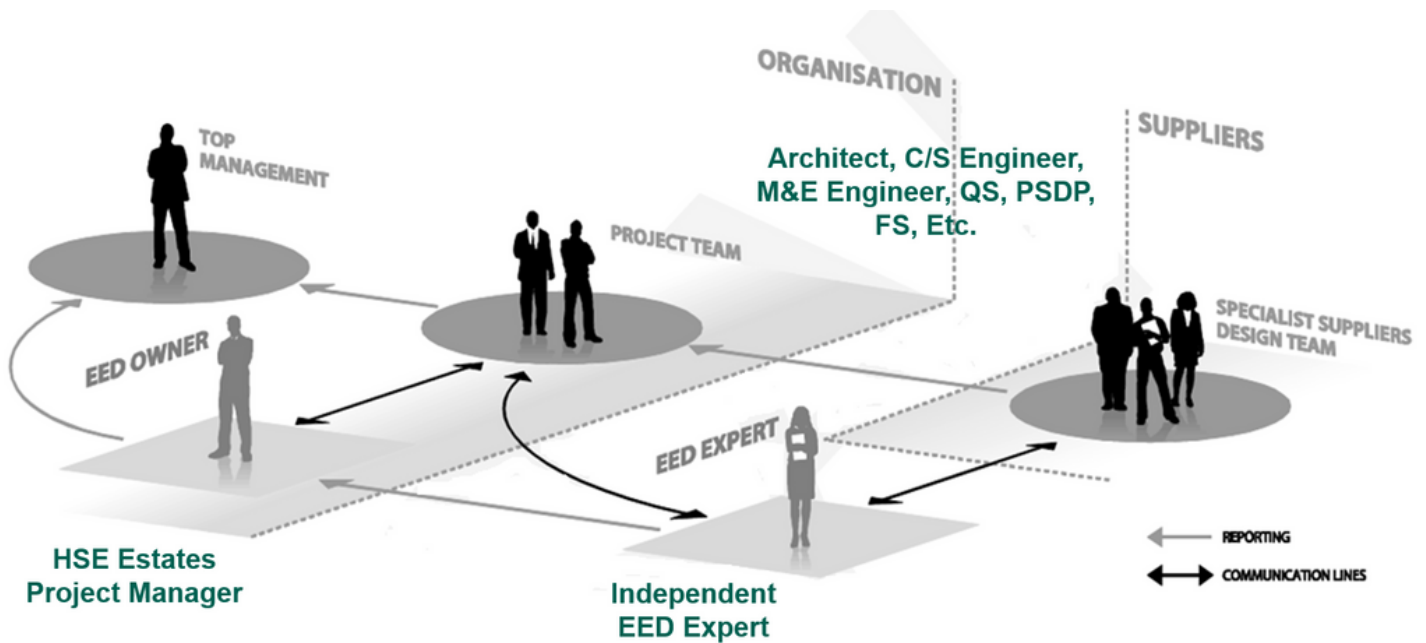 ORGANISATION
SUPPLIERS
TOP
MANAGEMENT
Architect, C/S Engineer,
M&E Engineer, QS, PSDP,
FS, Etc.
PROJECT TEAM
SPECIALIST SUPPLIERS
DESIGN TEAM
EED OWNER
EED EXPERT
REPORTING
COMMUNICATION LINES
HSE Estates
Project Manager
Independent
EED Expert